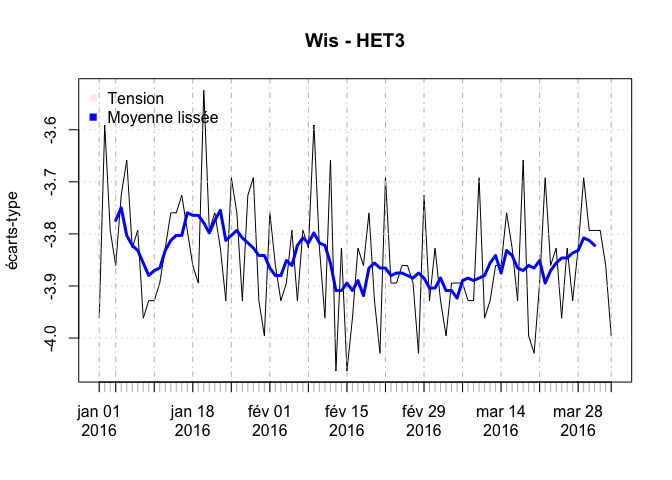 Wis - HET3
Tension
Moyenne lissée
écarts-type
-3.6
-3.7
-3.8
-3.9
-4.0
jan 01 jan 18 fév 01 fév 15 fév 29 mar 14 mar 28
2016 2016 2016 2016 2016 2016 2016